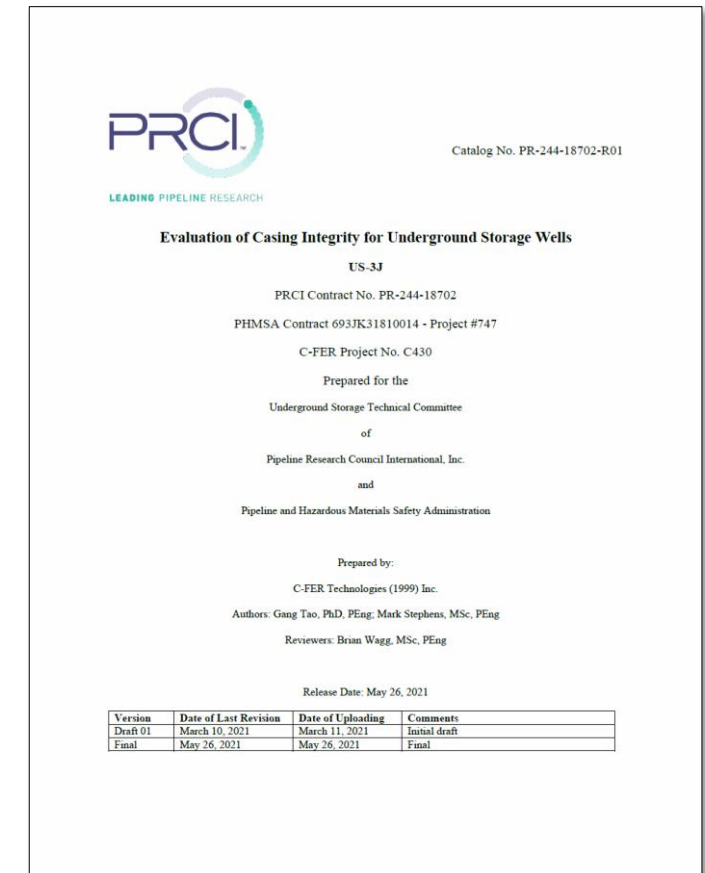 PRCI™
LEADING PIPELINE RESEARCH
Catalog No. PR-244-18702-R01
Evaluation of Casing Integrity for Underground Storage Wells
US-3J
PRCI Contract No. PR-244-18702
PHMSA Contract 693JK31810014 - Project #747
C-FER Project No. C430
Prepared for the
Underground Storage Technical Committee
of
Pipeline Research Council International, Inc.
and
Pipeline and Hazardous Materials Safety Administration
Prepared by:
C-FER Technologies (1999) Inc.
Authors: Gang Tao, PhD, PEng; Mark Stephens, MSc, PEng
Reviewers: Brian Wagg, MSc, PEng
Release Date: May 26, 2021
Version Date of Last Revision Date of Uploading Comments
Draft 01 March 10, 2021 March 11, 2021 Initial draft
Final May 26, 2021 May 26, 2021 Final